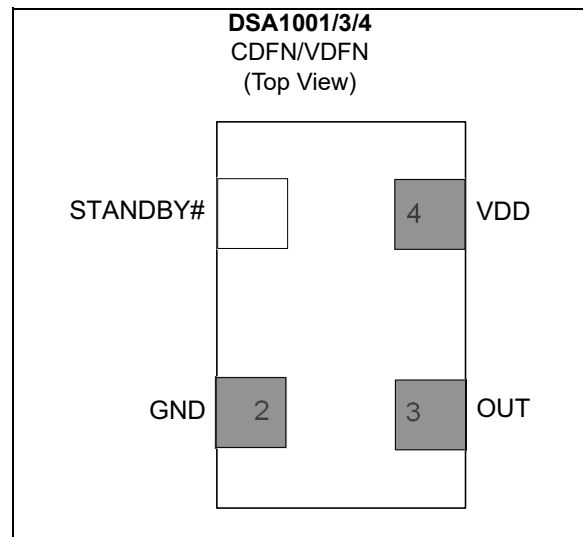 DSA1001/3/4
CDFN/VDFN
(Top View)
STANDBY#
4 VDD
GND 2
3 OUT